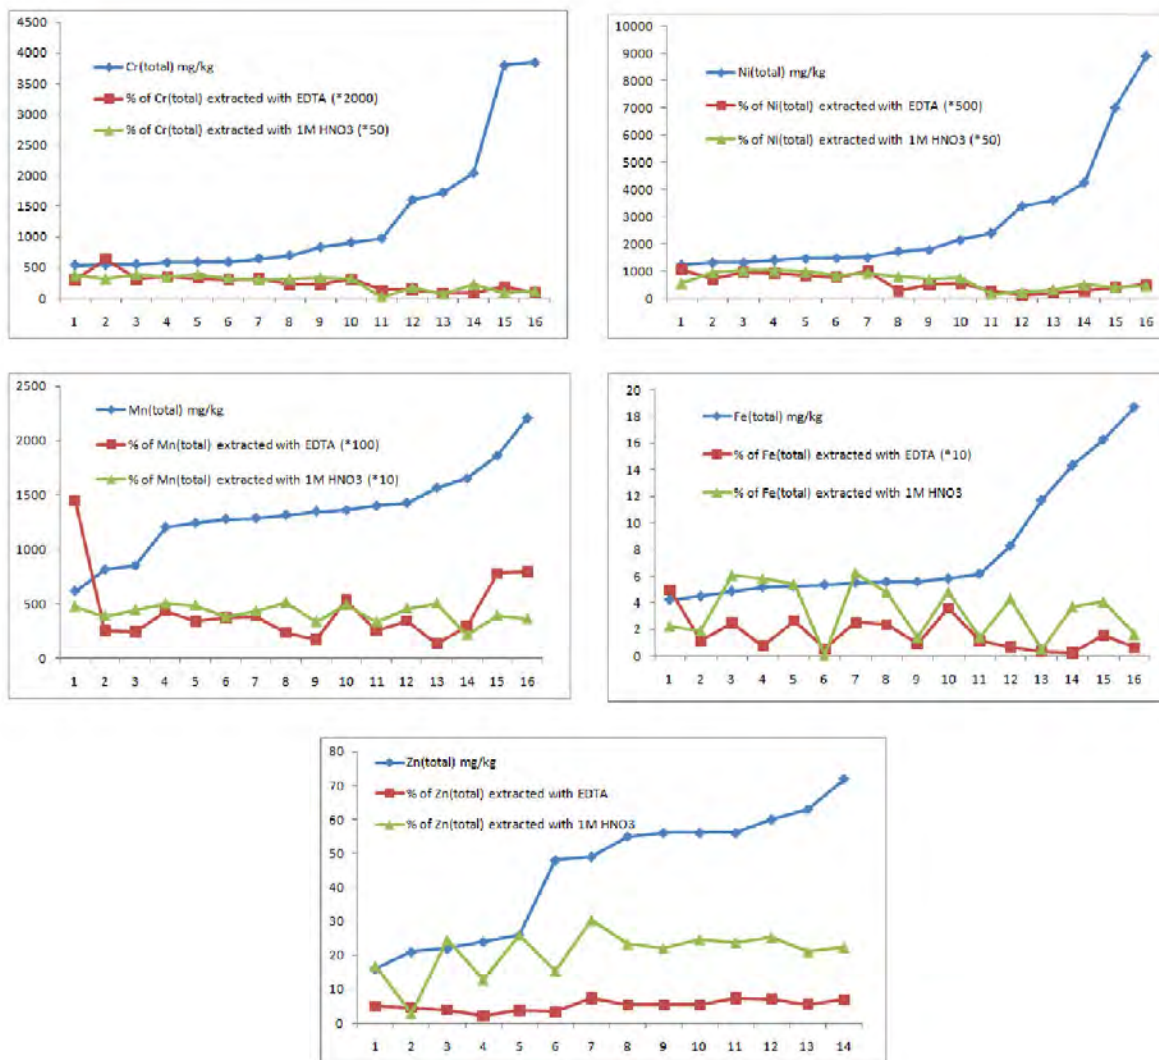 4500
4000
3500
3000
2500
2000
1500
1000
500
0
Cr(total) mg/kg
% of Cr(total) extracted with EDTA (*2000)
% of Cr(total) extracted with 1M HNO3 (*50)
1 2 3 4 5 6 7 8 9 10 11 12 13 14 15 16
10000
9000
8000
7000
6000
5000
4000
3000
2000
1000
0
Ni(total) mg/kg
% of Ni(total) extracted with EDTA (*500)
% of Ni(total) extracted with 1M HNO3 (*50)
1 2 3 4 5 6 7 8 9 10 11 12 13 14 15 16
2500
2000
1500
1000
500
0
Mn(total) mg/kg
% of Mn(total) extracted with EDTA (*100)
% of Mn(total) extracted with 1M HNO3 (*10)
1 2 3 4 5 6 7 8 9 10 11 12 13 14 15 16
20
18
16
14
12
10
8
6
4
2
0
Fe(total) mg/kg
% of Fe(total) extracted with EDTA (*10)
% of Fe(total) extracted with 1M HNO3
1 2 3 4 5 6 7 8 9 10 11 12 13 14 15 16
80
70
60
50
40
30
20
10
0
Zn(total) mg/kg
% of Zn(total) extracted with EDTA
% of Zn(total) extracted with 1M HNO3
1 2 3 4 5 6 7 8 9 10 11 12 13 14